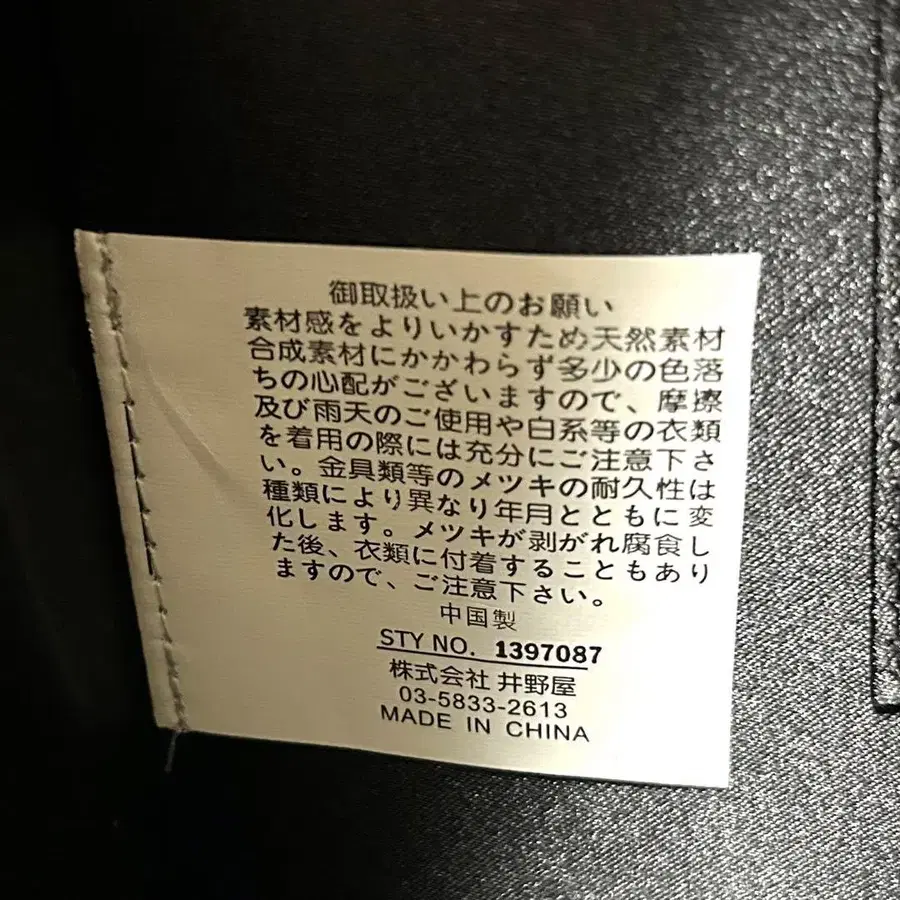 御取扱い上のお願い
素材感をよりいかすため天然素材
合成素材にかかわらず多少の色落
ちの心配がございますので、摩擦
及び雨天のご使用や白系等の衣類
を着用の際には充分にご注意下さ
い。金具類等のメツキの耐久性は
種類により異なり年月とともに変
化します。メツキが剥がれ腐食し
た後、衣類に付着することもあり
ますので、ご注意下さい。
中国製
STY NO. 1397087
株式会社 井野屋
03-5833-2613
MADE IN CHINA